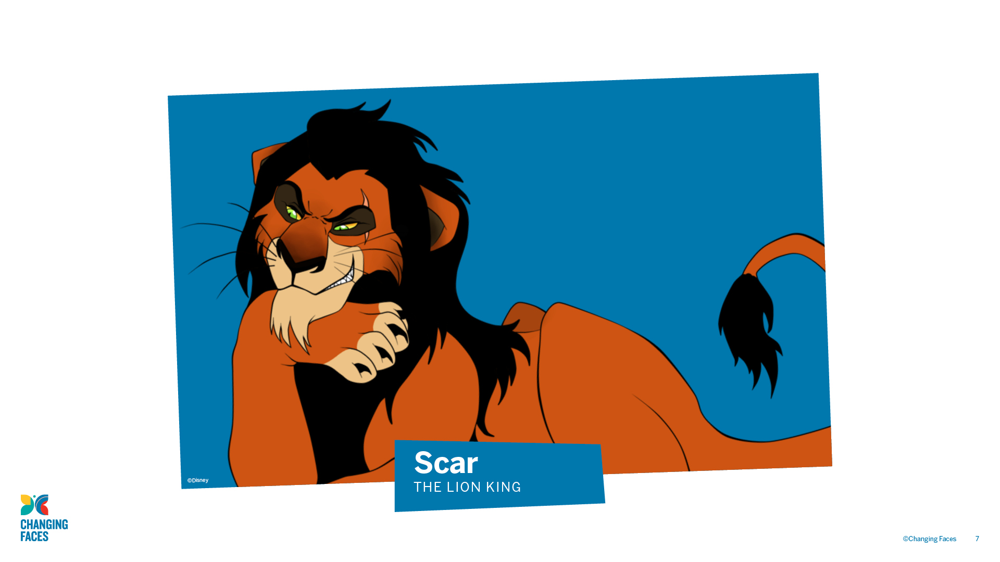 ©Disney
Scar
THE LION KING
CHANGING
FACES
©Changing Faces 7